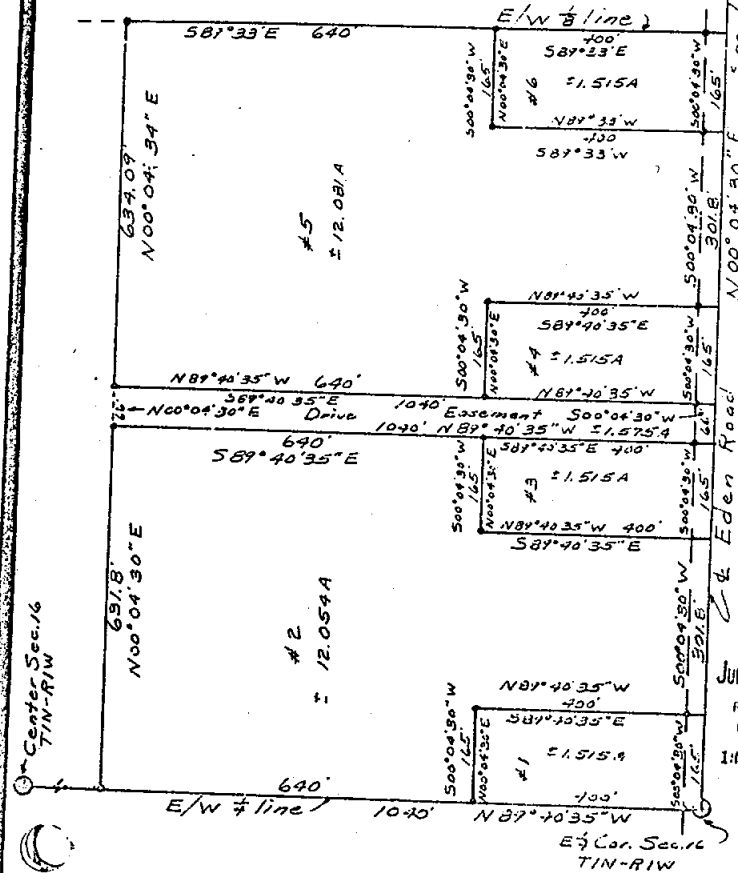 E/W ⅛ line
S89°33'E 640'
400'
S89°33'E
S00°04'30"W
165'
N00°04'30"E
#6
±1.515A
S00°04'30"W
165'
N89°33'W
400
S89°33'W
634.09'
N00°04'34"E
#5
±12.081A
S00°04'30"W
301.8'
N00°04'30"E
N89°40'35"W
400'
S89°40'35"E
S00°04'30"W
165'
N00°04'30"E
#4
±1.515A
S00°04'30"W
165'
N89°40'35"W 640'
N89°40'35"W
S89°40'35"E
1040'
66'
N00°04'30"E Drive Easement S00°04'30"W
66'
1040' N89°40'35"W ±1.575A
640'
S89°40'35"E
S89°40'35"E 400'
S00°04'30"W
165'
N00°04'30"E
#3
±1.515A
S00°04'30"W
165'
N89°40'35"W 400'
S89°40'35"E
631.8'
N00°04'30"E
#2
± 12.054A
S00°04'30"W
301.8'
℄ Eden Road
N89°40'35"W
400'
S89°40'35"E
S00°04'30"W
165'
N00°04'30"E
#1
±1.515A
S00°04'30"W
165'
Center Sec.16
T1N-R1W
640'
400'
E/W ¼ line
1040'
N89°40'35"W
E¼ Cor. Sec.16
T1N-R1W